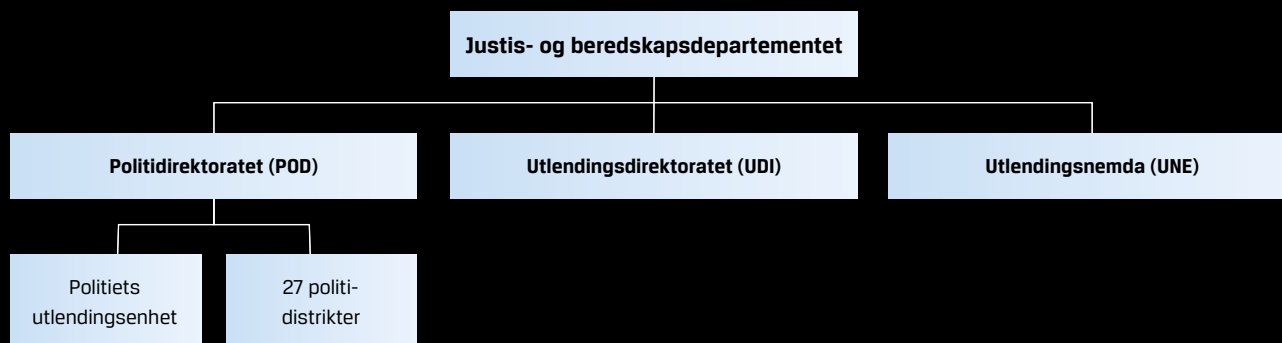 Justis- og beredskapsdepartementet
Politidirektoratet (POD)
Utlendingsdirektoratet (UDI)
Utlendingsnemda (UNE)
Politiets
utlendingsenhet
27 politi-
distrikter